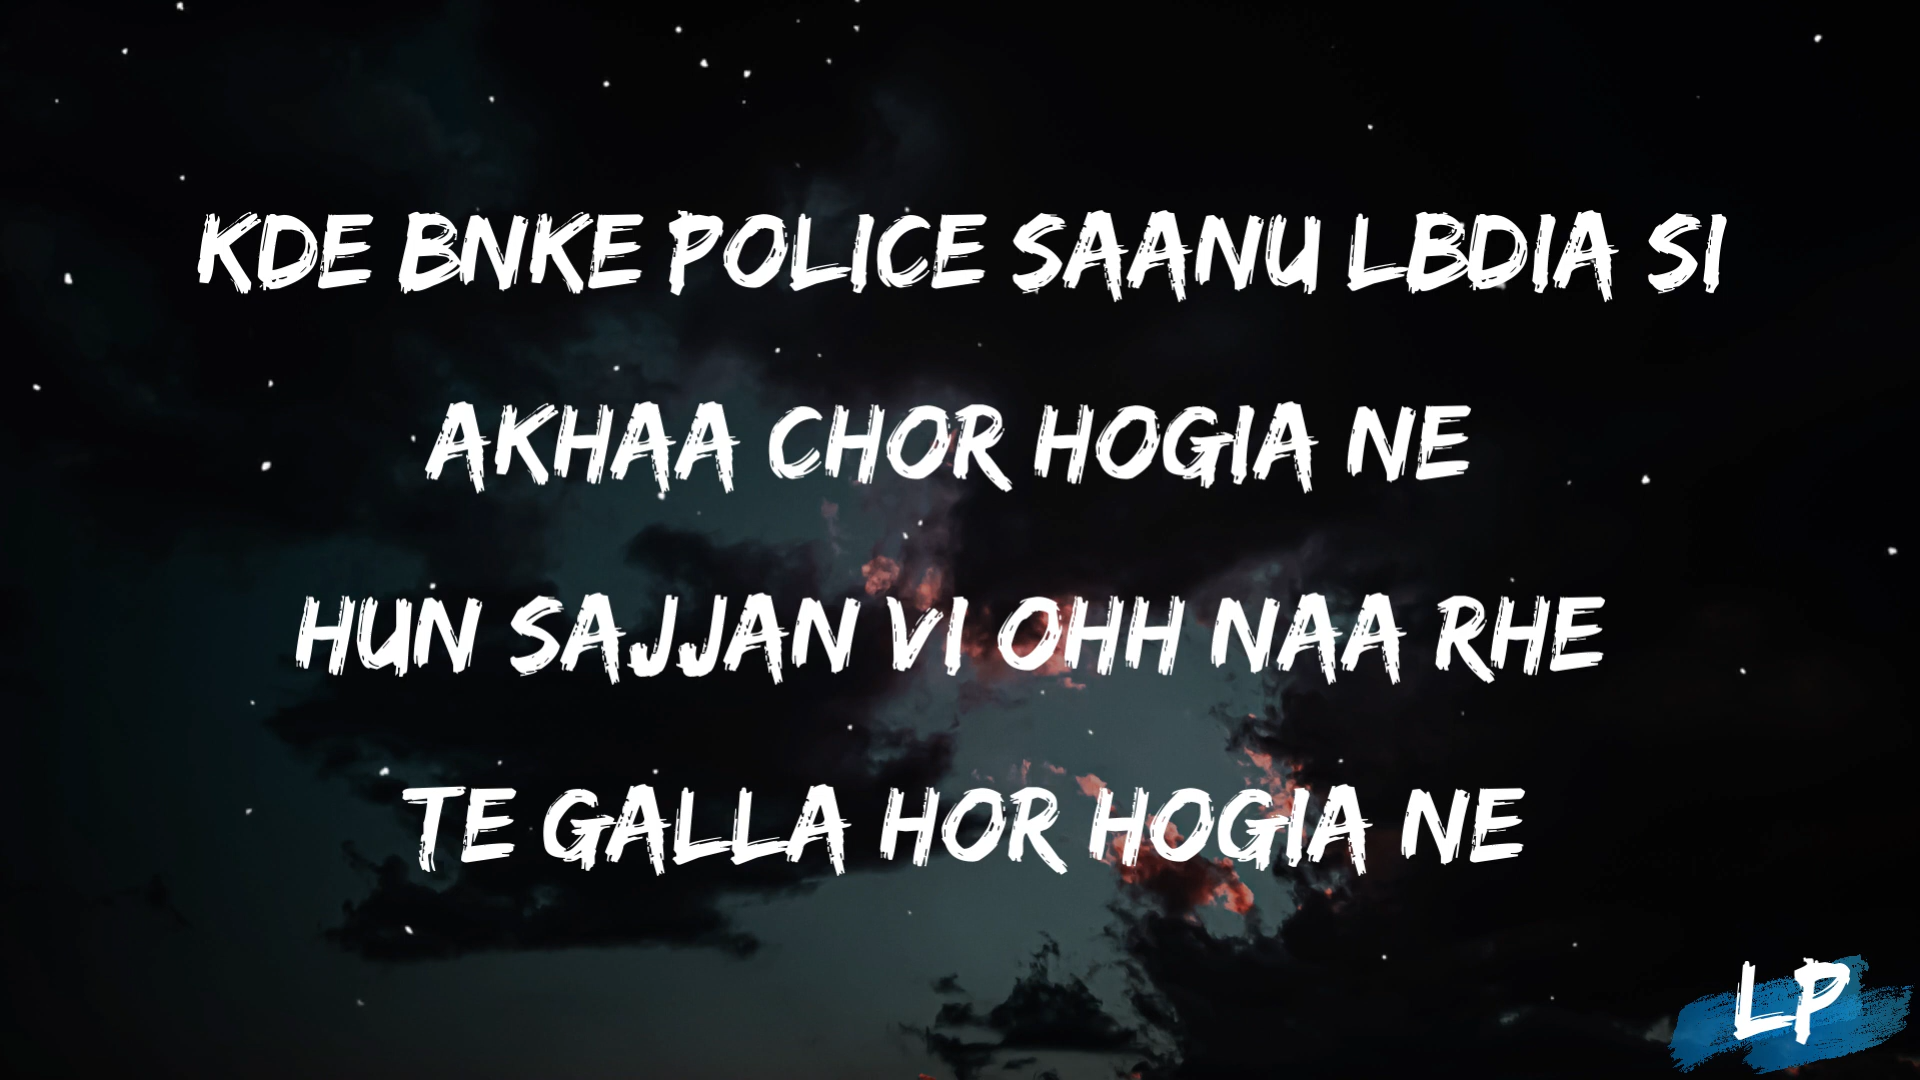 KDE BNKE POLICE SAANU LBDIA SI
AKHAA CHOR HOGIA NE
HUN SAJJAN VI OHH NAA RHE
TE GALLA HOR HOGIA NE
LP